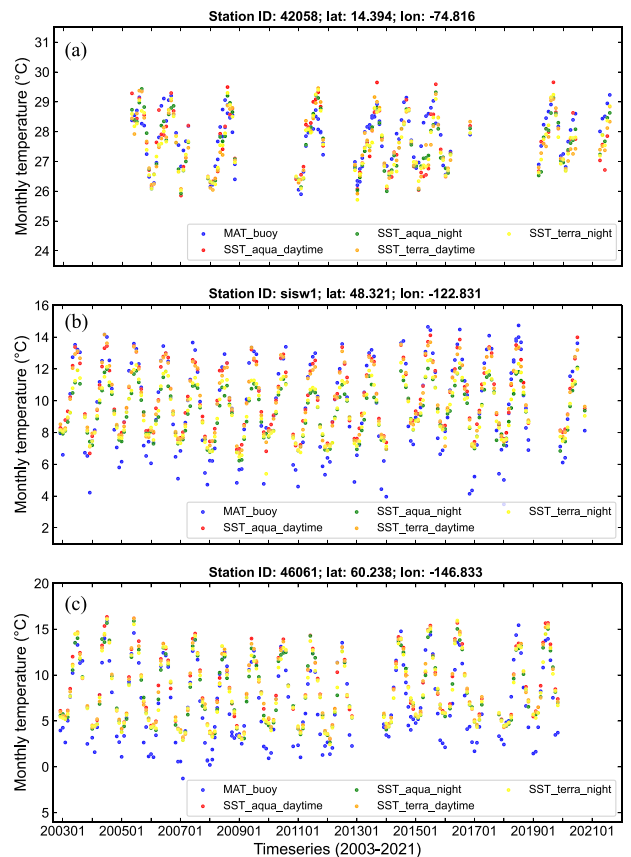 Station ID: 42058; lat: 14.394; lon: -74.816
(a)
Monthly temperature (°C)
31
30
29
28
27
26
25
24
MAT_buoy
SST_aqua_night
SST_terra_night
SST_aqua_daytime
SST_terra_daytime
Station ID: sisw1; lat: 48.321; lon: -122.831
(b)
Monthly temperature (°C)
16
14
12
10
8
6
4
2
MAT_buoy
SST_aqua_night
SST_terra_night
SST_aqua_daytime
SST_terra_daytime
Station ID: 46061; lat: 60.238; lon: -146.833
(c)
Monthly temperature (°C)
20
15
10
5
0
5
MAT_buoy
SST_aqua_night
SST_terra_night
SST_aqua_daytime
SST_terra_daytime
200301 200501 200701 200901 201101 201301 201501 201701 201901 202101
Timeseries (2003-2021)